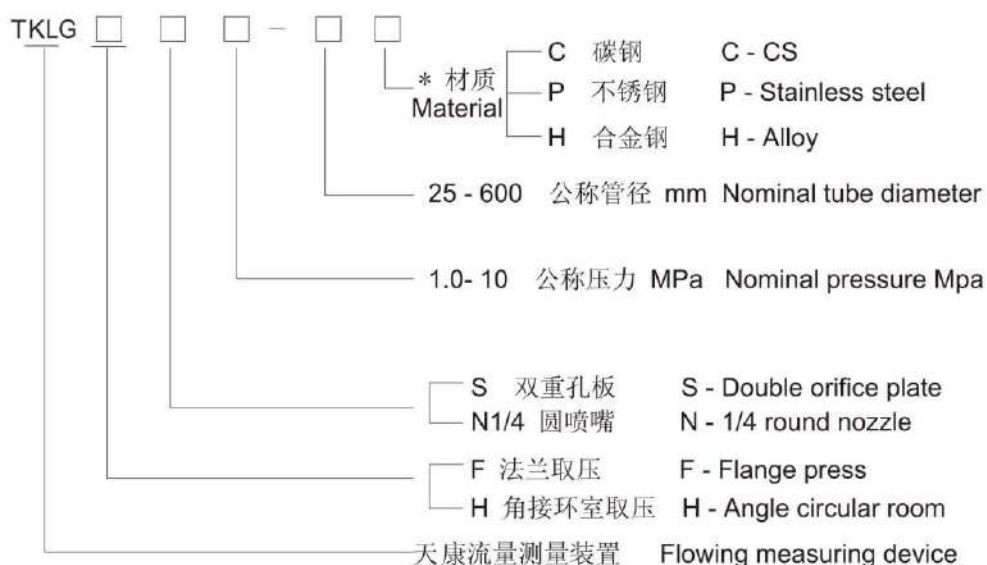 TKLG □ □ □ - □ □
C 碳钢 C - CS
* 材质
P 不锈钢 P - Stainless steel
Material
H 合金钢 H - Alloy
25 - 600 公称管径 mm Nominal tube diameter
1.0- 10 公称压力 MPa Nominal pressure Mpa
S 双重孔板 S - Double orifice plate
N1/4 圆喷嘴 N - 1/4 round nozzle
F 法兰取压 F - Flange press
H 角接环室取压 H - Angle circular room
天康流量测量装置 Flowing measuring device